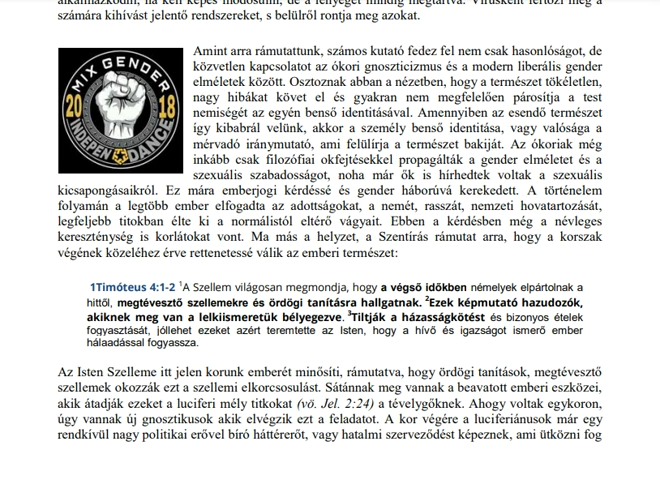 alkalmazkodni, ha kell képes módosulni, de a lényeget mindig megtartva. Vírusként fertőzi meg a
számára kihívást jelentő rendszereket, s belülről rontja meg azokat.
MIX GENDER
20 18
INDEPEN DANCE
Amint arra rámutattunk, számos kutató fedez fel nem csak hasonlóságot, de
közvetlen kapcsolatot az ókori gnoszticizmus és a modern liberális gender
elméletek között. Osztoznak abban a nézetben, hogy a természet tökéletlen,
nagy hibákat követ el és gyakran nem megfelelően párosítja a test
nemiségét az egyén benső identitásával. Amennyiben az esendő természet
így kibabrál velünk, akkor a személy benső identitása, vagy valósága a
mérvadó iránymutató, ami felülírja a természet bakiját. Az ókoriak még
inkább csak filozófiai okfejtésekkel propagálták a gender elméletet és a
szexuális szabadosságot, noha már ők is hírhedtek voltak a szexuális
kicsapongásaikról. Ez mára emberjogi kérdéssé és gender háborúvá kerekedett. A történelem
folyamán a legtöbb ember elfogadta az adottságokat, a nemét, rasszát, nemzeti hovatartozását,
legfeljebb titokban élte ki a normálistól eltérő vágyait. Ebben a kérdésben még a névleges
kereszténység is korlátokat vont. Ma más a helyzet, a Szentírás rámutat arra, hogy a korszak
végének közeléhez érve rettenetessé válik az emberi természet:
1Timóteus 4:1-2 ¹A Szellem világosan megmondja, hogy a végső időkben némelyek elpártolnak a
hittől, megtévesztő szellemekre és ördögi tanításra hallgatnak. ²Ezek képmutató hazudozók,
akiknek meg van a lelkiismeretük bélyegezve. ³Tiltják a házasságkötést és bizonyos ételek
fogyasztását, jóllehet ezeket azért teremtette az Isten, hogy a hívő és igazságot ismerő ember
hálaadással fogyassza.
Az Isten Szelleme itt jelen korunk emberét minősíti, rámutatva, hogy ördögi tanítások, megtévesztő
szellemek okozzák ezt a szellemi elkorcsosulást. Sátánnak meg vannak a beavatott emberi eszközei,
akik átadják ezeket a luciferi mély titkokat (vö. Jel. 2:24) a tévelygőknek. Ahogy voltak egykoron,
úgy vannak új gnosztikusok akik elvégzik ezt a feladatot. A kor végére a luciferiánusok már egy
rendkívül nagy politikai erővel bíró háttérerőt, vagy hatalmi szerveződést képeznek, ami ütközni fog